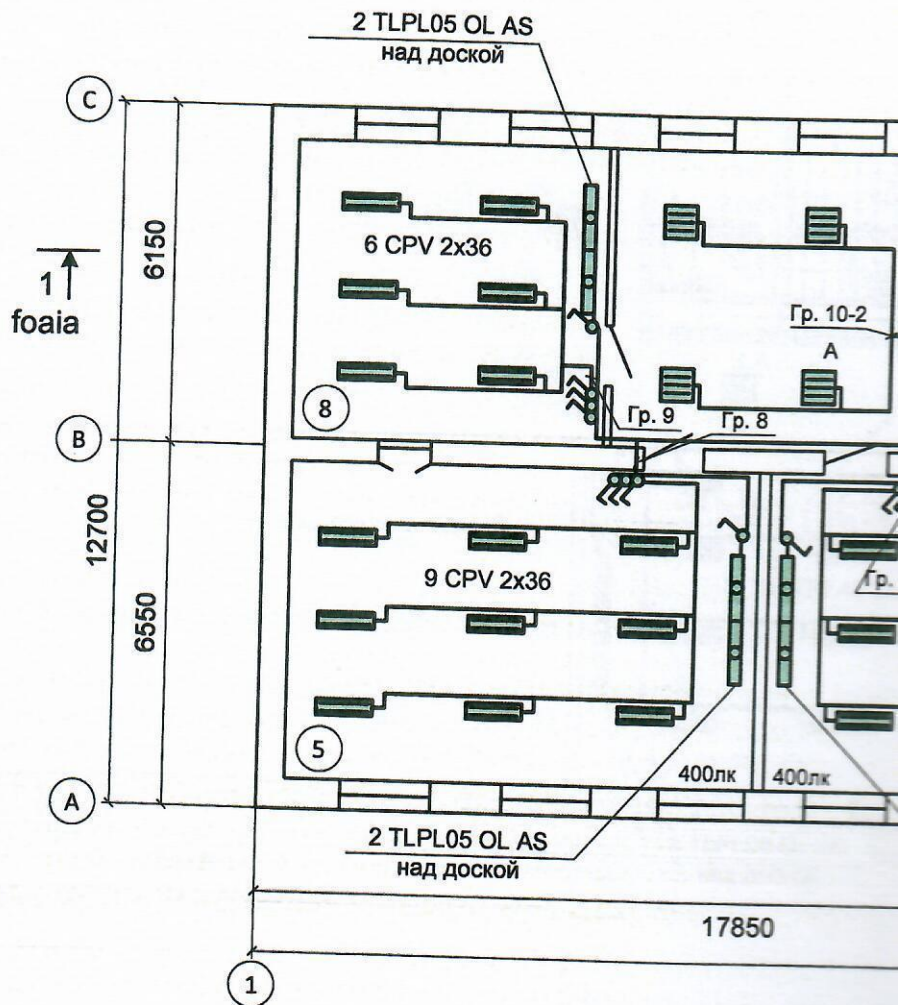 2 TLPL05 OL AS
над доской
C
6150
6 CPV 2x36
1
foaia
Гр. 10-2
A
8
Гр. 9
Гр. 8
B
12700
9 CPV 2x36
Гр.
6550
5
400лк
400лк
A
2 TLPL05 OL AS
над доской
17850
1